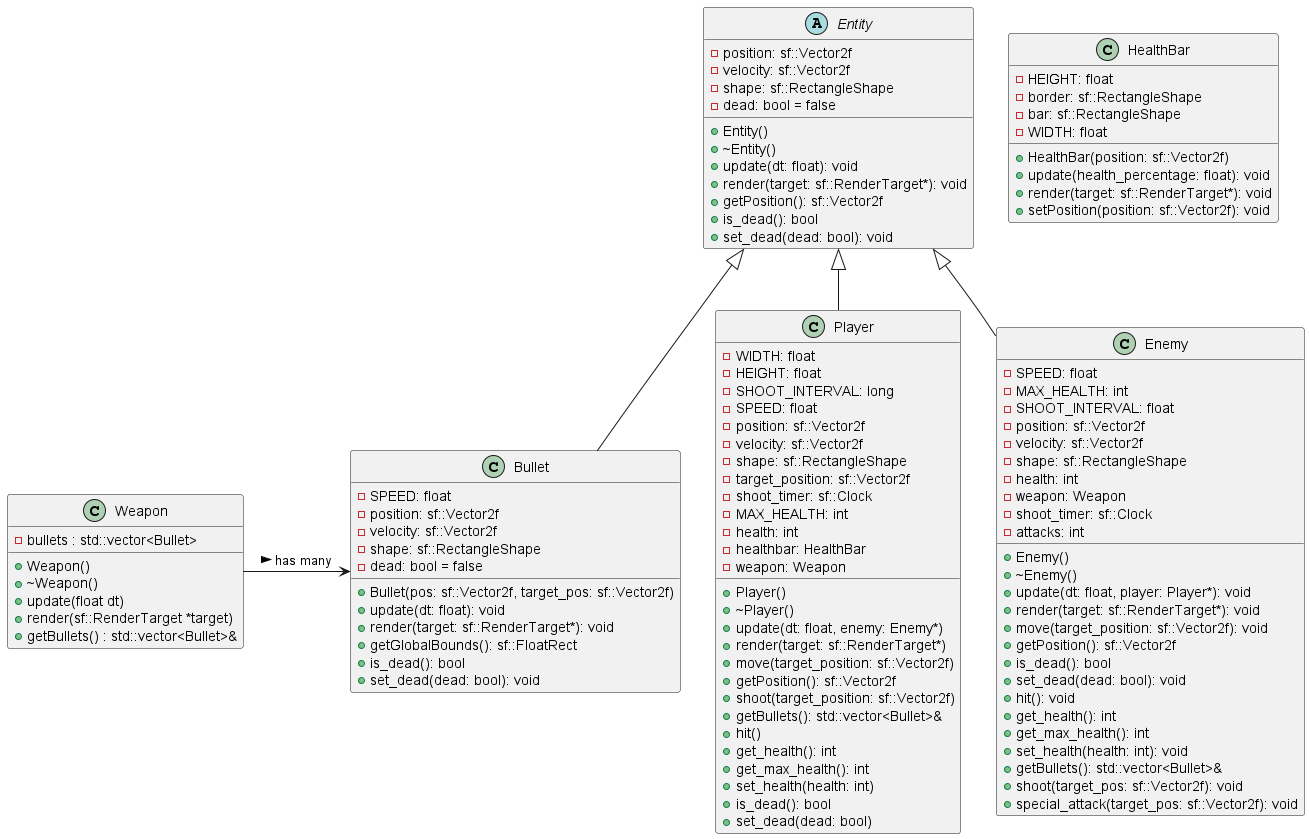 A Entity
position: sf::Vector2f
velocity: sf::Vector2f
shape: sf::RectangleShape
dead: bool = false
Entity()
~Entity()
update(dt: float): void
render(target: sf::RenderTarget*): void
getPosition(): sf::Vector2f
is_dead(): bool
set_dead(dead: bool): void
C HealthBar
HEIGHT: float
border: sf::RectangleShape
bar: sf::RectangleShape
WIDTH: float
HealthBar(position: sf::Vector2f)
update(health_percentage: float): void
render(target: sf::RenderTarget*): void
setPosition(position: sf::Vector2f): void
C Weapon
bullets : std::vector<Bullet>
Weapon()
~Weapon()
update(float dt)
render(sf::RenderTarget *target)
getBullets() : std::vector<Bullet>&
has many
C Bullet
SPEED: float
position: sf::Vector2f
velocity: sf::Vector2f
shape: sf::RectangleShape
dead: bool = false
Bullet(pos: sf::Vector2f, target_pos: sf::Vector2f)
update(dt: float): void
render(target: sf::RenderTarget*): void
getGlobalBounds(): sf::FloatRect
is_dead(): bool
set_dead(dead: bool): void
C Player
WIDTH: float
HEIGHT: float
SHOOT_INTERVAL: long
SPEED: float
position: sf::Vector2f
velocity: sf::Vector2f
shape: sf::RectangleShape
target_position: sf::Vector2f
shoot_timer: sf::Clock
MAX_HEALTH: int
health: int
healthbar: HealthBar
weapon: Weapon
Player()
~Player()
update(dt: float, enemy: Enemy*)
render(target: sf::RenderTarget*)
move(target_position: sf::Vector2f)
getPosition(): sf::Vector2f
shoot(target_position: sf::Vector2f)
getBullets(): std::vector<Bullet>&
hit()
get_health(): int
get_max_health(): int
set_health(health: int)
is_dead(): bool
set_dead(dead: bool)
C Enemy
SPEED: float
MAX_HEALTH: int
SHOOT_INTERVAL: float
position: sf::Vector2f
velocity: sf::Vector2f
shape: sf::RectangleShape
health: int
weapon: Weapon
shoot_timer: sf::Clock
attacks: int
Enemy()
~Enemy()
update(dt: float, player: Player*): void
render(target: sf::RenderTarget*): void
move(target_position: sf::Vector2f): void
getPosition(): sf::Vector2f
is_dead(): bool
set_dead(dead: bool): void
hit(): void
get_health(): int
get_max_health(): int
set_health(health: int): void
getBullets(): std::vector<Bullet>&
shoot(target_pos: sf::Vector2f): void
special_attack(target_pos: sf::Vector2f): void